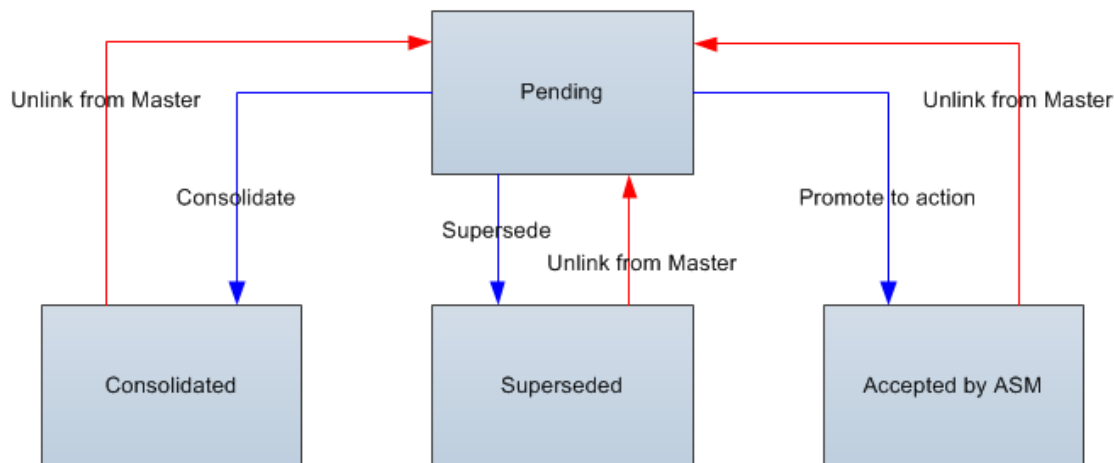 Pending
Unlink from Master
Unlink from Master
Consolidate
Promote to action
Supersede
Unlink from Master
Consolidated
Superseded
Accepted by ASM